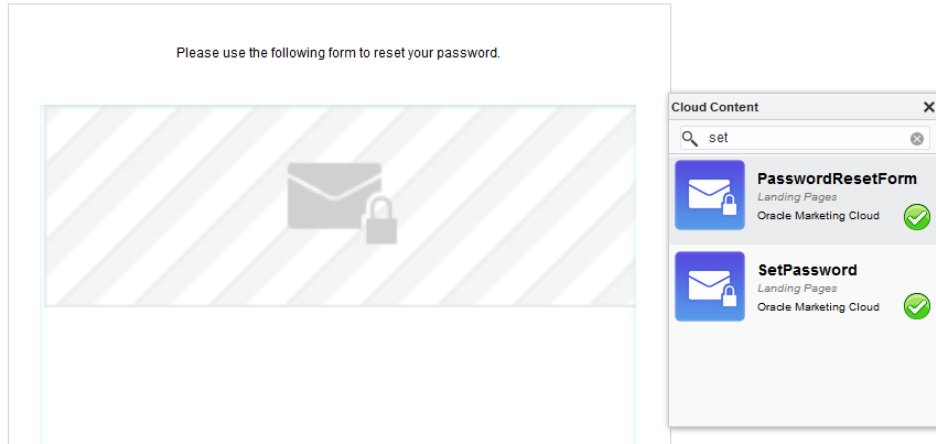 Please use the following form to reset your password.
Cloud Content
set
PasswordResetForm
Landing Pages
Oracle Marketing Cloud
SetPassword
Landing Pages
Oracle Marketing Cloud